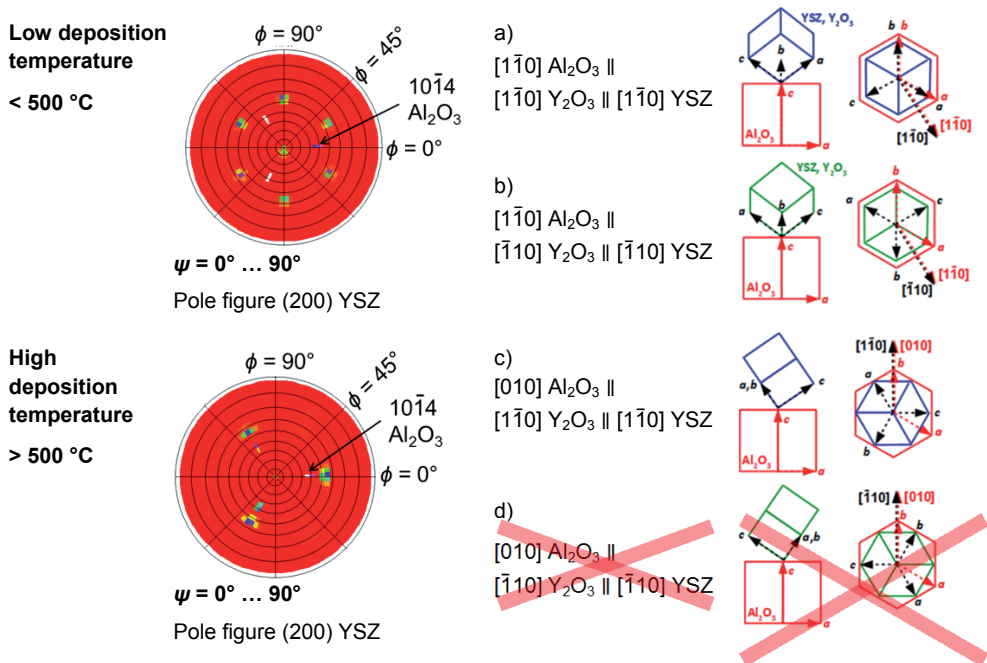 Low deposition
temperature
< 500 °C
ϕ = 90°
ϕ = 45°
101̄4
Al₂O₃
ϕ = 0°
ψ = 0° … 90°
Pole figure (200) YSZ
a)
[11̄0] Al₂O₃ ∥
[11̄0] Y₂O₃ ∥ [11̄0] YSZ
YSZ, Y₂O₃
b
c
a
c
Al₂O₃
a
b b
c
a
a
[11̄0]
[11̄0]
b)
[11̄0] Al₂O₃ ∥
[1̄10] Y₂O₃ ∥ [1̄10] YSZ
YSZ, Y₂O₃
a
b
c
c
Al₂O₃
a
b
a
c
a
b
[11̄0]
[1̄10]
High
deposition
temperature
> 500 °C
ϕ = 90°
ϕ = 45°
101̄4
Al₂O₃
ϕ = 0°
ψ = 0° … 90°
Pole figure (200) YSZ
c)
[010] Al₂O₃ ∥
[11̄0] Y₂O₃ ∥ [11̄0] YSZ
a,b
c
c
Al₂O₃
a
[11̄0] [010]
b
a
c
a
b
d)
[010] Al₂O₃ ∥
[1̄10] Y₂O₃ ∥ [1̄10] YSZ
c
a,b
c
Al₂O₃
a
[1̄10] [010]
b
b
c
a
a